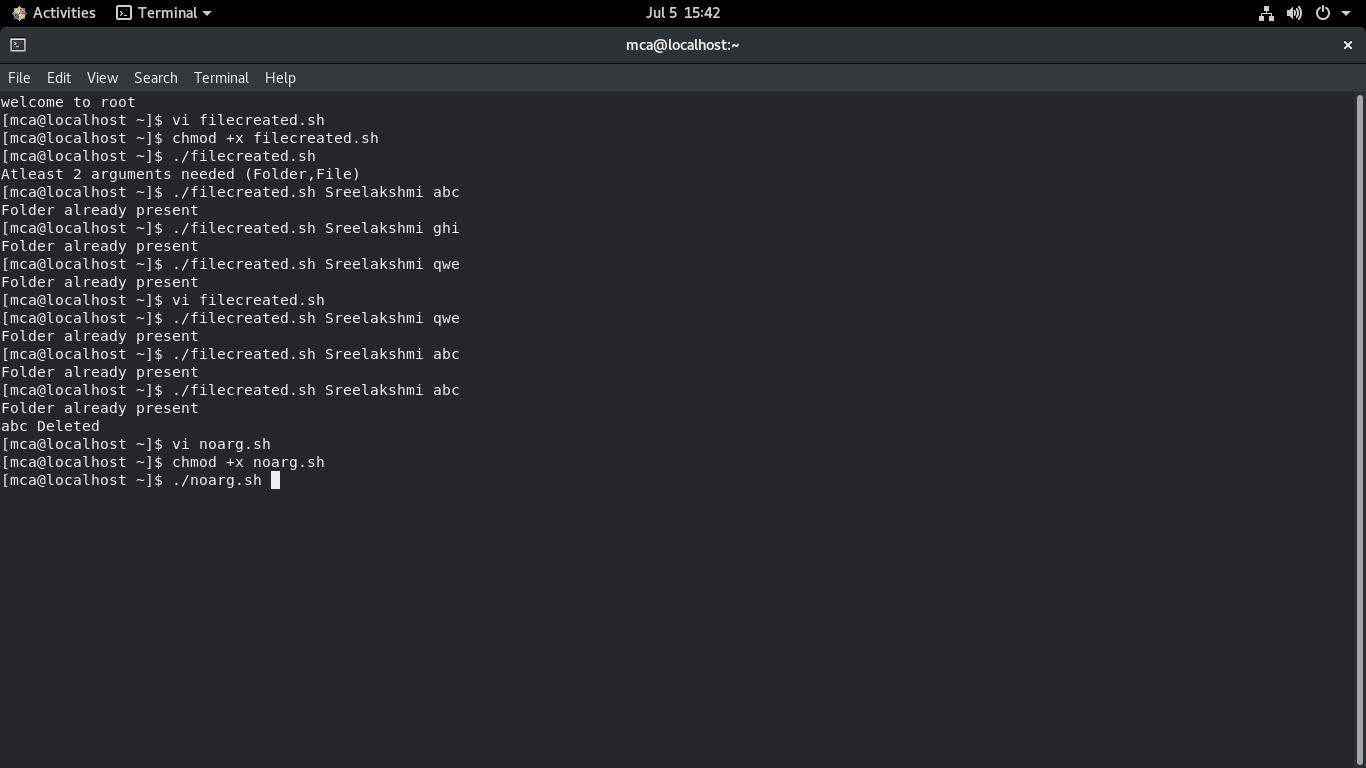 Activities Terminal Jul 5 15:42
mca@localhost:~
File Edit View Search Terminal Help
welcome to root
[mca@localhost ~]$ vi filecreated.sh
[mca@localhost ~]$ chmod +x filecreated.sh
[mca@localhost ~]$ ./filecreated.sh
Atleast 2 arguments needed (Folder,File)
[mca@localhost ~]$ ./filecreated.sh Sreelakshmi abc
Folder already present
[mca@localhost ~]$ ./filecreated.sh Sreelakshmi ghi
Folder already present
[mca@localhost ~]$ ./filecreated.sh Sreelakshmi qwe
Folder already present
[mca@localhost ~]$ vi filecreated.sh
[mca@localhost ~]$ ./filecreated.sh Sreelakshmi qwe
Folder already present
[mca@localhost ~]$ ./filecreated.sh Sreelakshmi abc
Folder already present
[mca@localhost ~]$ ./filecreated.sh Sreelakshmi abc
Folder already present
abc Deleted
[mca@localhost ~]$ vi noarg.sh
[mca@localhost ~]$ chmod +x noarg.sh
[mca@localhost ~]$ ./noarg.sh